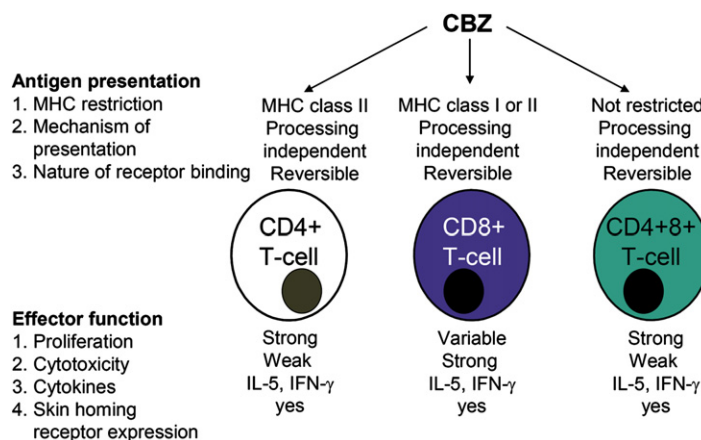 CBZ
Antigen presentation
1. MHC restriction
2. Mechanism of
presentation
3. Nature of receptor binding
MHC class II
Processing
independent
Reversible
MHC class I or II
Processing
independent
Reversible
Not restricted
Processing
independent
Reversible
CD4+
T-cell
CD8+
T-cell
CD4+8+
T-cell
Effector function
1. Proliferation
2. Cytotoxicity
3. Cytokines
4. Skin homing
receptor expression
Strong
Weak
IL-5, IFN-γ
yes
Variable
Strong
IL-5, IFN-γ
yes
Strong
Weak
IL-5, IFN-γ
yes